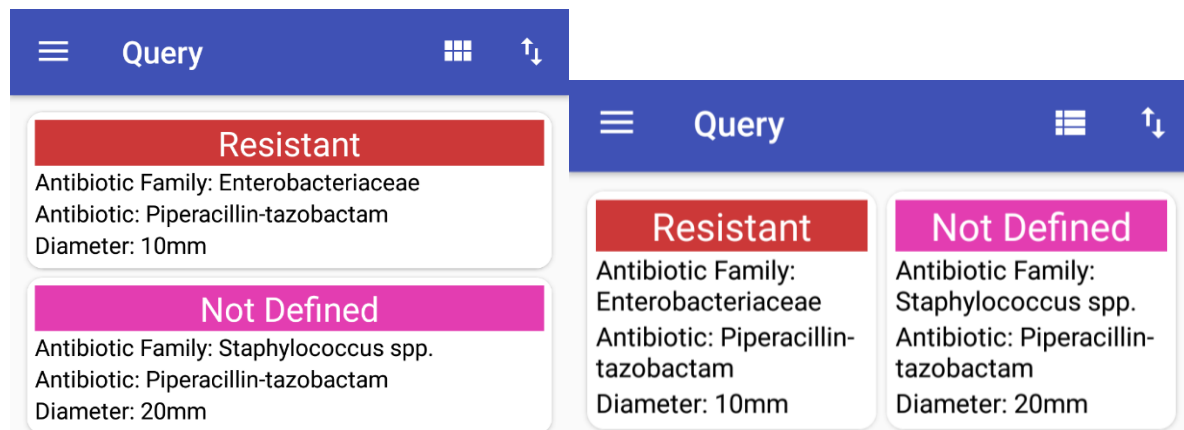 Query
Resistant
Antibiotic Family: Enterobacteriaceae
Antibiotic: Piperacillin-tazobactam
Diameter: 10mm
Not Defined
Antibiotic Family: Staphylococcus spp.
Antibiotic: Piperacillin-tazobactam
Diameter: 20mm
Query
Resistant
Antibiotic Family:
Enterobacteriaceae
Antibiotic: Piperacillin-
tazobactam
Diameter: 10mm
Not Defined
Antibiotic Family:
Staphylococcus spp.
Antibiotic: Piperacillin-
tazobactam
Diameter: 20mm